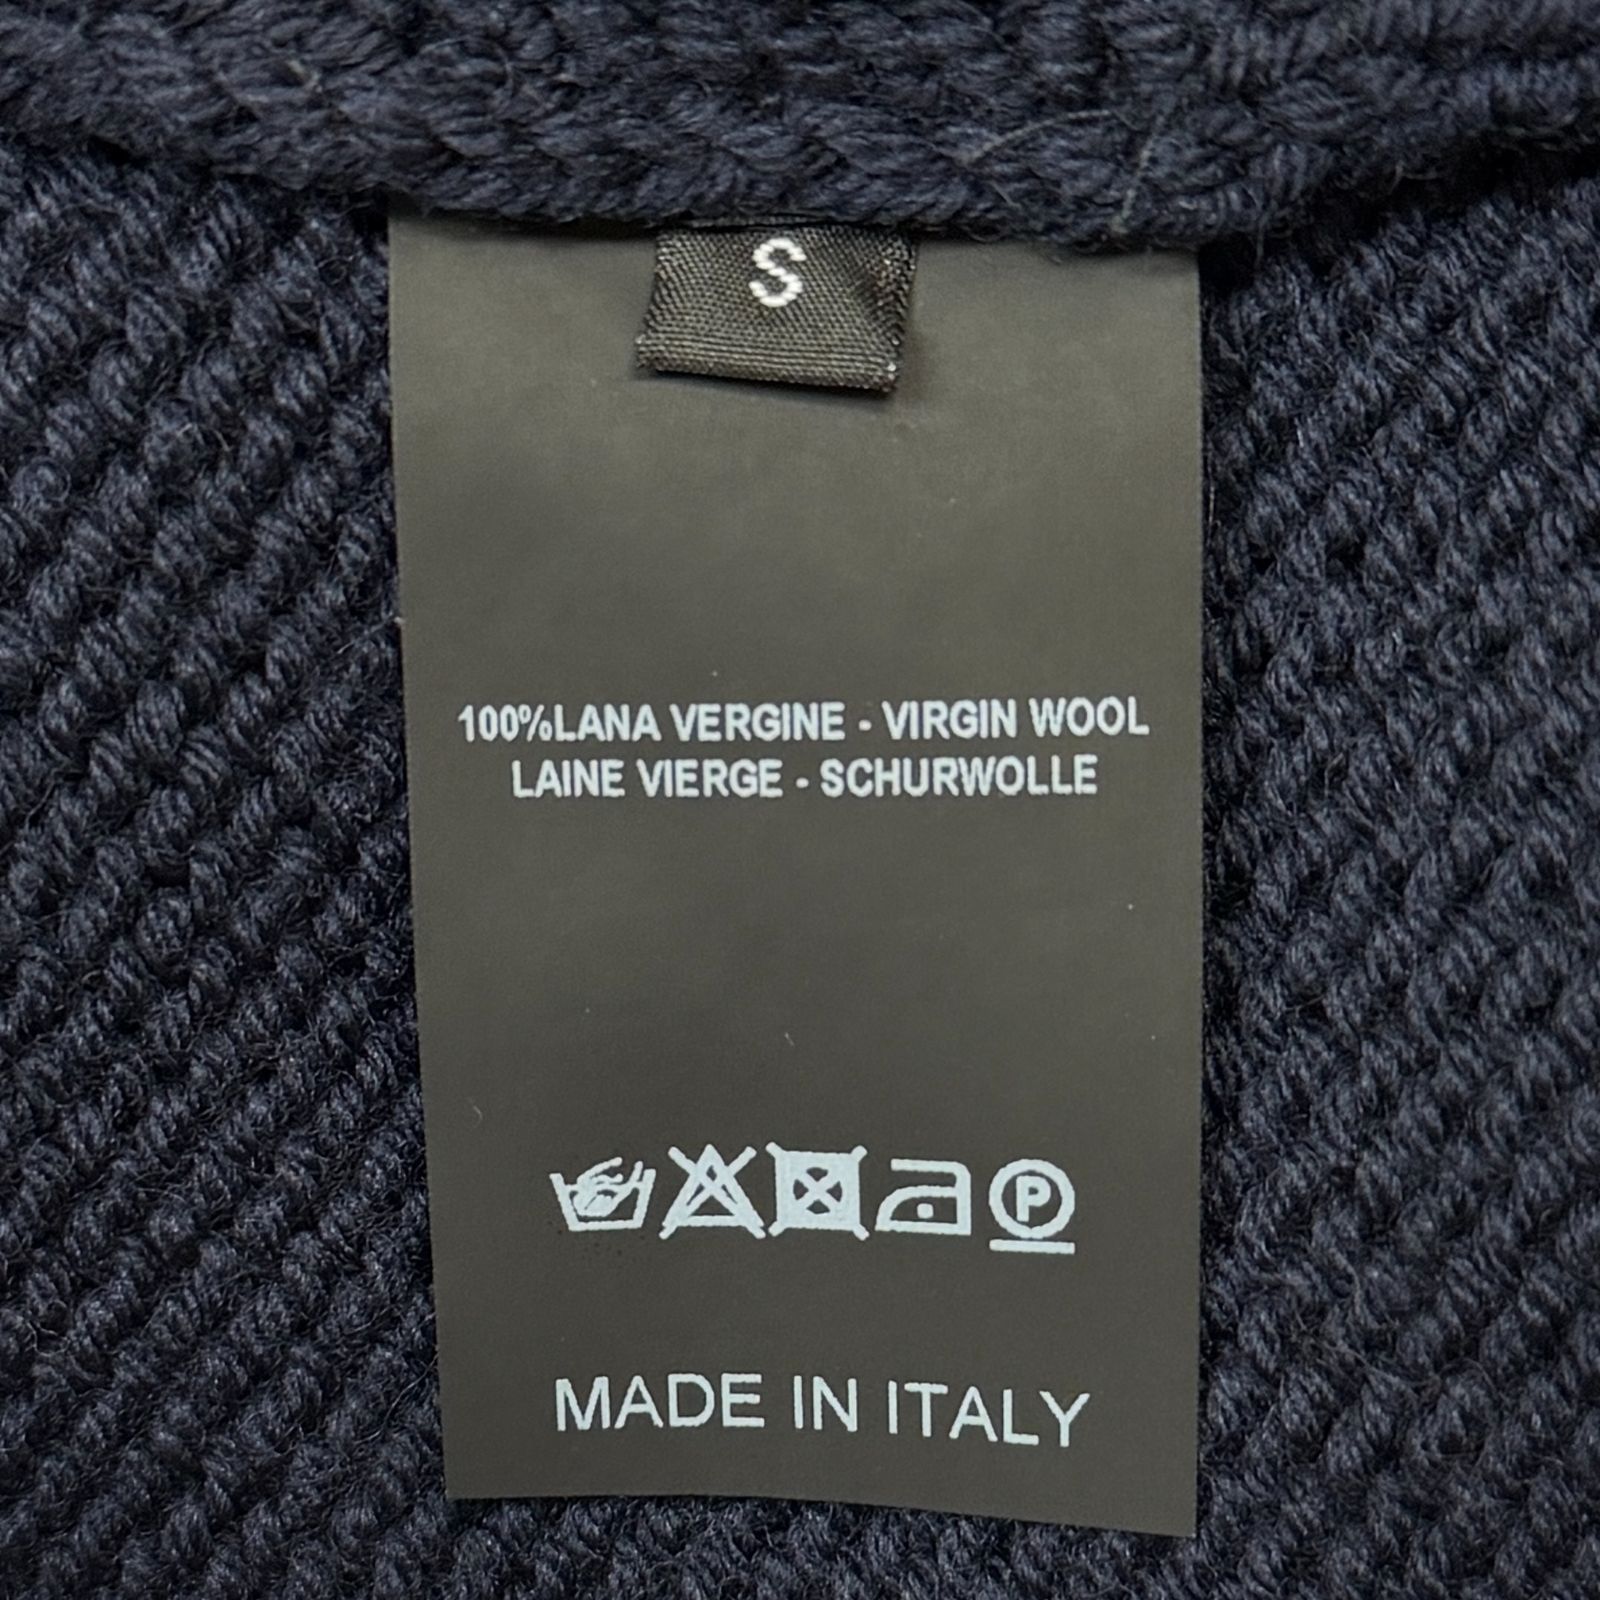 S
100%LANA VERGINE - VIRGIN WOOL
LAINE VIERGE - SCHURWOLLE
P
MADE IN ITALY